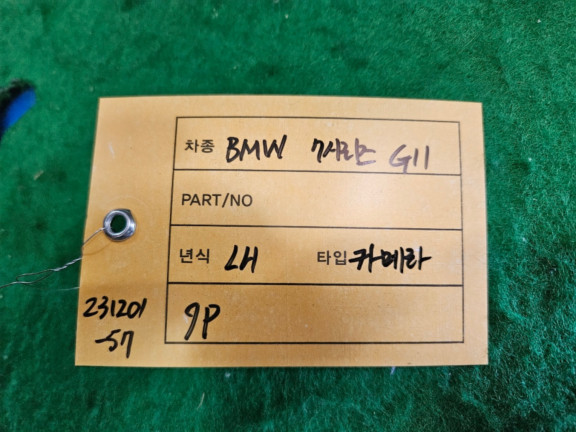 차종 BMW 7시리즈 G11
PART/NO
년식 LH 타입 카메라
9P
231201
-57